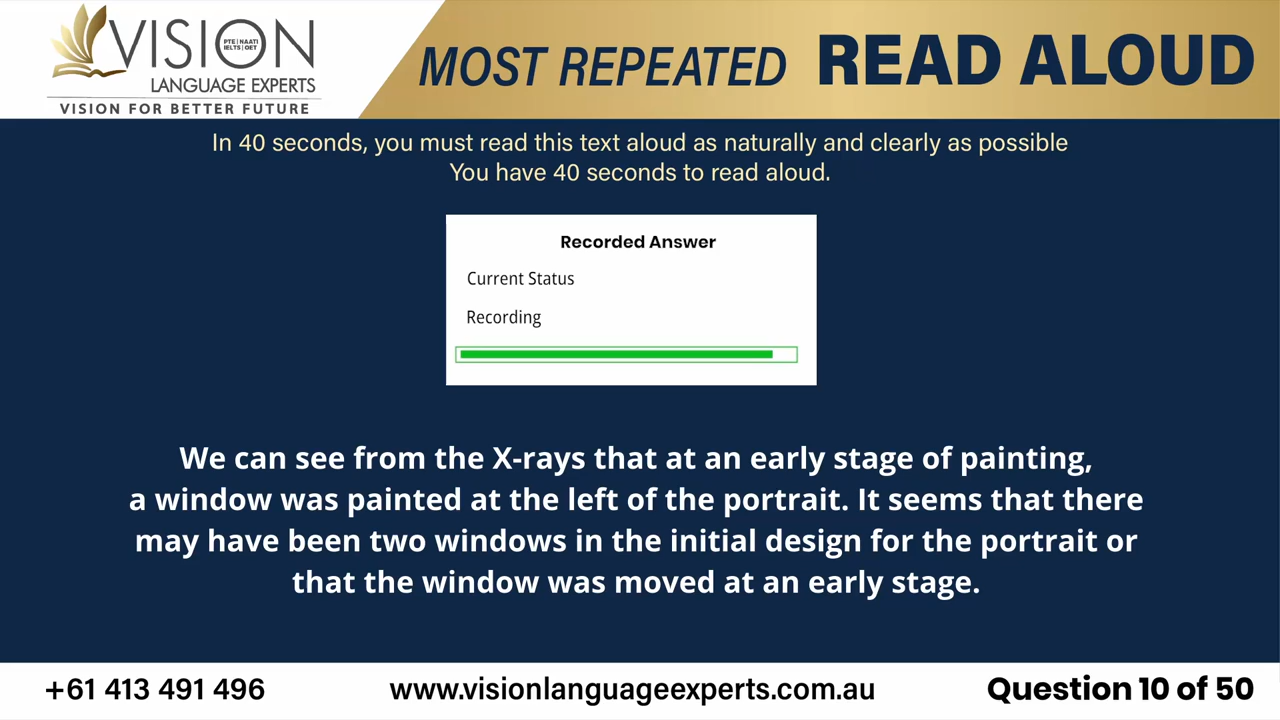 VISION
PTE | NAATI
IELTS | OET
LANGUAGE EXPERTS
VISION FOR BETTER FUTURE
MOST REPEATED READ ALOUD
In 40 seconds, you must read this text aloud as naturally and clearly as possible
You have 40 seconds to read aloud.
Recorded Answer
Current Status
Recording
We can see from the X-rays that at an early stage of painting,
a window was painted at the left of the portrait. It seems that there
may have been two windows in the initial design for the portrait or
that the window was moved at an early stage.
+61 413 491 496
www.visionlanguageexperts.com.au
Question 10 of 50